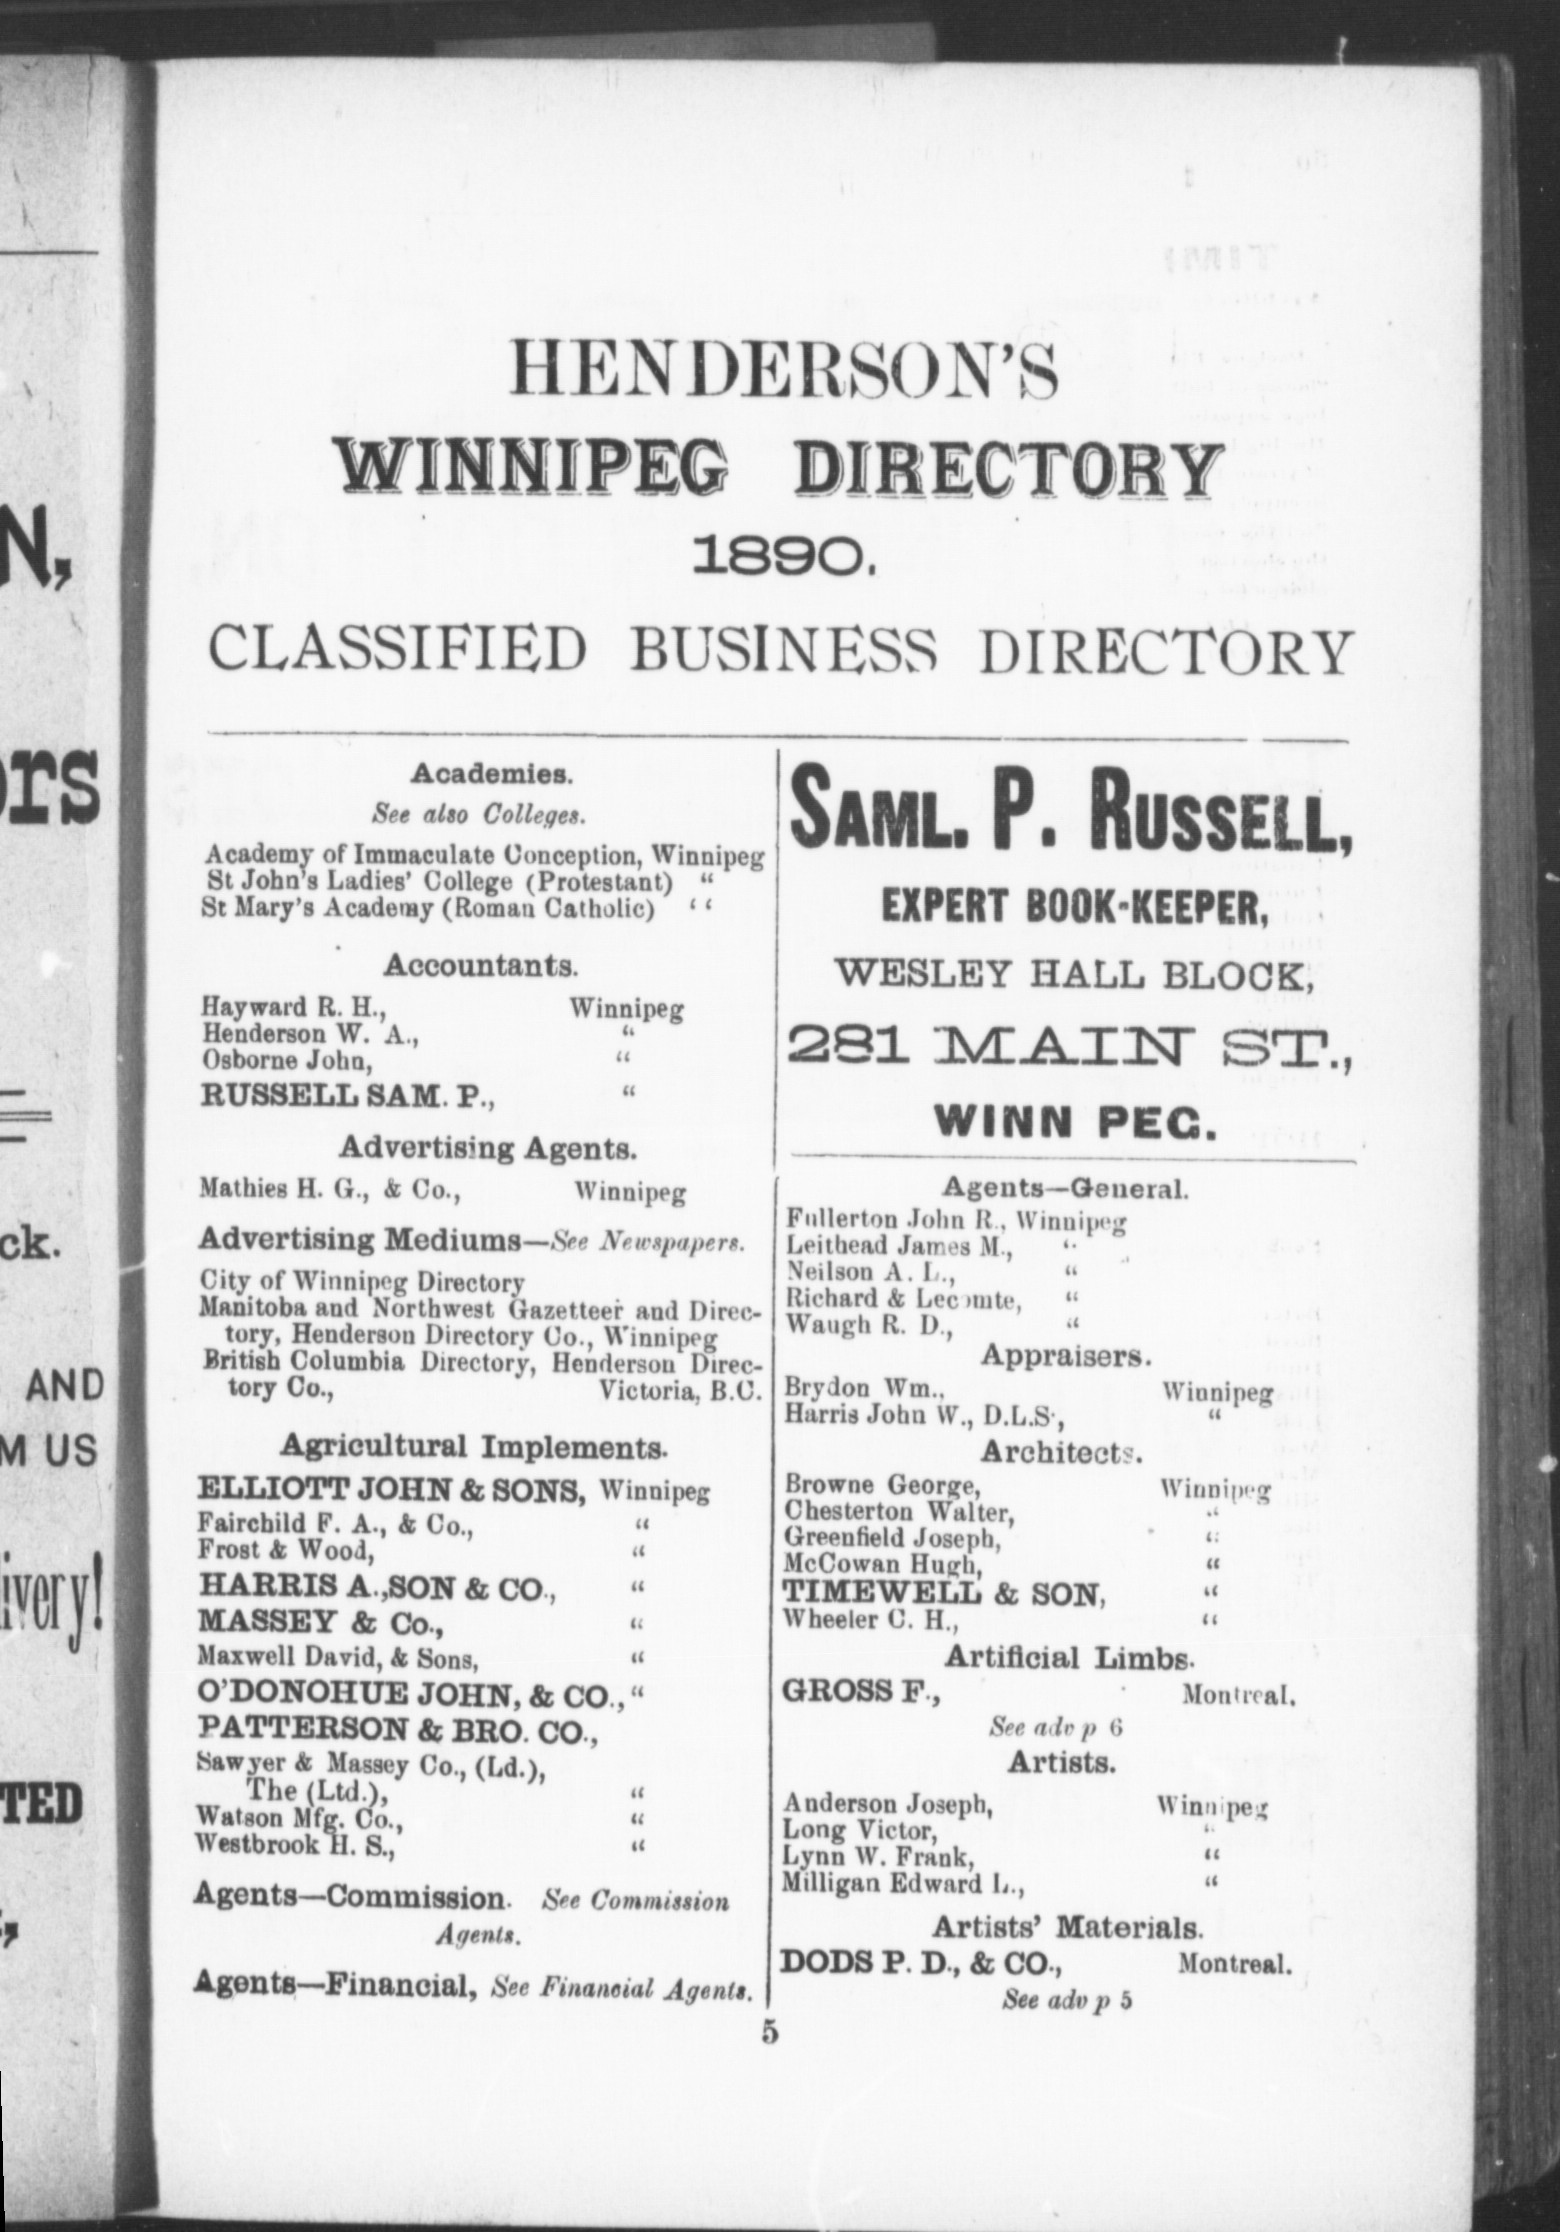 HENDERSON'S
WINNIPEG DIRECTORY
1890.
CLASSIFIED BUSINESS DIRECTORY
Academies.
See also Colleges.
Academy of Immaculate Conception, Winnipeg
St John's Ladies' College (Protestant) "
St Mary's Academy (Roman Catholic) "
Accountants.
Hayward R. H., Winnipeg
Henderson W. A., "
Osborne John, "
RUSSELL SAM. P., "
Advertising Agents.
Mathies H. G., & Co., Winnipeg
Advertising Mediums—See Newspapers.
City of Winnipeg Directory
Manitoba and Northwest Gazetteer and Direc-
tory, Henderson Directory Co., Winnipeg
British Columbia Directory, Henderson Direc-
tory Co., Victoria, B.C.
Agricultural Implements.
ELLIOTT JOHN & SONS, Winnipeg
Fairchild F. A., & Co., "
Frost & Wood, "
HARRIS A.,SON & CO., "
MASSEY & Co., "
Maxwell David, & Sons, "
O'DONOHUE JOHN, & CO., "
PATTERSON & BRO. CO.,
Sawyer & Massey Co., (Ld.),
The (Ltd.), "
Watson Mfg. Co., "
Westbrook H. S., "
Agents—Commission. See Commission
Agents.
Agents—Financial, See Financial Agents.
SAML. P. RUSSELL,
EXPERT BOOK-KEEPER,
WESLEY HALL BLOCK,
281 MAIN ST.,
WINN PEG.
Agents—General.
Fullerton John R., Winnipeg
Leithead James M., "
Neilson A. L., "
Richard & Lecomte, "
Waugh R. D., "
Appraisers.
Brydon Wm., Winnipeg
Harris John W., D.L.S., "
Architects.
Browne George, Winnipeg
Chesterton Walter, "
Greenfield Joseph, "
McCowan Hugh, "
TIMEWELL & SON, "
Wheeler C. H., "
Artificial Limbs.
GROSS F., Montreal.
See adv p 6
Artists.
Anderson Joseph, Winnipeg
Long Victor, "
Lynn W. Frank, "
Milligan Edward L., "
Artists' Materials.
DODS P. D., & CO., Montreal.
See adv p 5
5
N,
rs
ck.
AND
M US
ivery!
TED